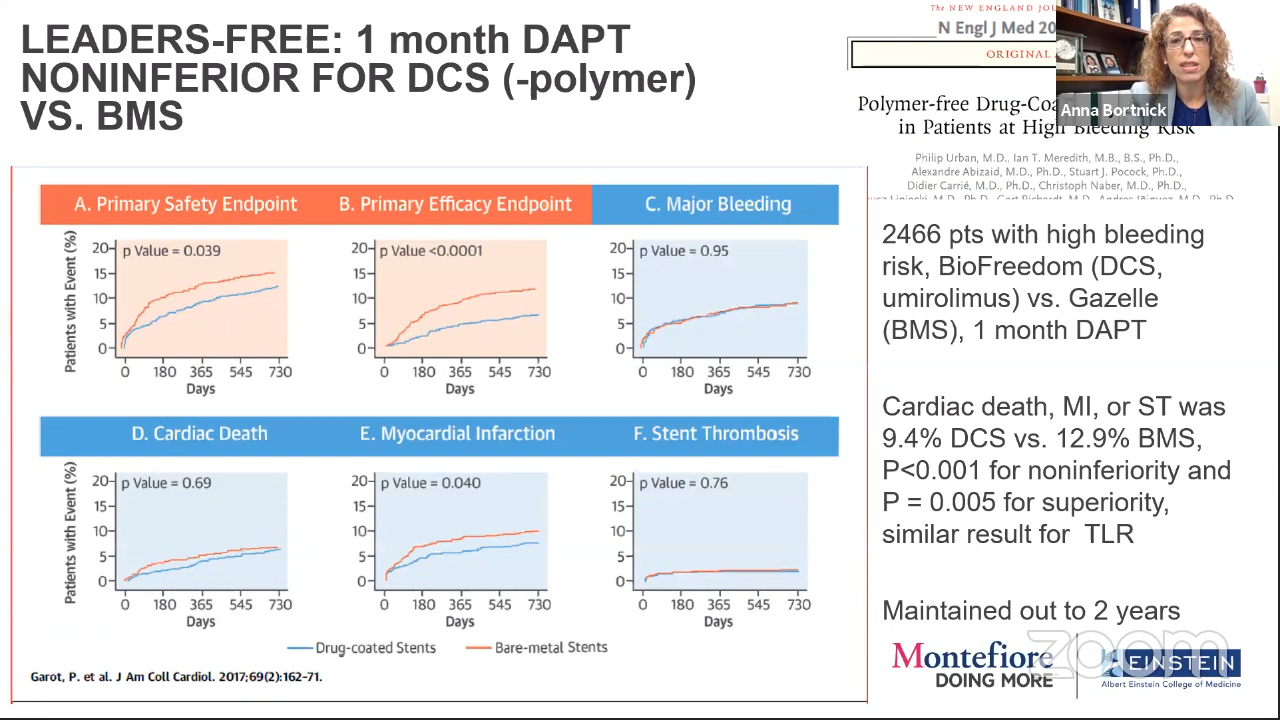 LEADERS-FREE: 1 month DAPT
NONINFERIOR FOR DCS (-polymer)
VS. BMS
The NEW ENGLAND JOU
N Engl J Med 20
ORIGINAL
Polymer-free Drug-Coa
in Patients at High Bleeding Risk
Philip Urban, M.D., Ian T. Meredith, M.B., B.S., Ph.D.,
Alexandre Abizaid, M.D., Ph.D., Stuart J. Pocock, Ph.D.,
Didier Carrié, M.D., Ph.D., Christoph Naber, M.D., Ph.D.,
Anna Bortnick
A. Primary Safety Endpoint
B. Primary Efficacy Endpoint
C. Major Bleeding
Patients with Event (%)
20
15
10
5
0
p Value = 0.039
0 180 365 545 730
Days
20
15
10
5
0
p Value <0.0001
0 180 365 545 730
Days
20
15
10
5
0
p Value = 0.95
0 180 365 545 730
Days
D. Cardiac Death
E. Myocardial Infarction
F. Stent Thrombosis
Patients with Event (%)
20
15
10
5
0
p Value = 0.69
0 180 365 545 730
Days
20
15
10
5
0
p Value = 0.040
0 180 365 545 730
Days
20
15
10
5
0
p Value = 0.76
0 180 365 545 730
Days
Drug-coated Stents
Bare-metal Stents
Garot, P. et al. J Am Coll Cardiol. 2017;69(2):162-71.
2466 pts with high bleeding
risk, BioFreedom (DCS,
umirolimus) vs. Gazelle
(BMS), 1 month DAPT
Cardiac death, MI, or ST was
9.4% DCS vs. 12.9% BMS,
P<0.001 for noninferiority and
P = 0.005 for superiority,
similar result for TLR
Maintained out to 2 years
zoom
Montefiore
DOING MORE
EINSTEIN
Albert Einstein College of Medicine